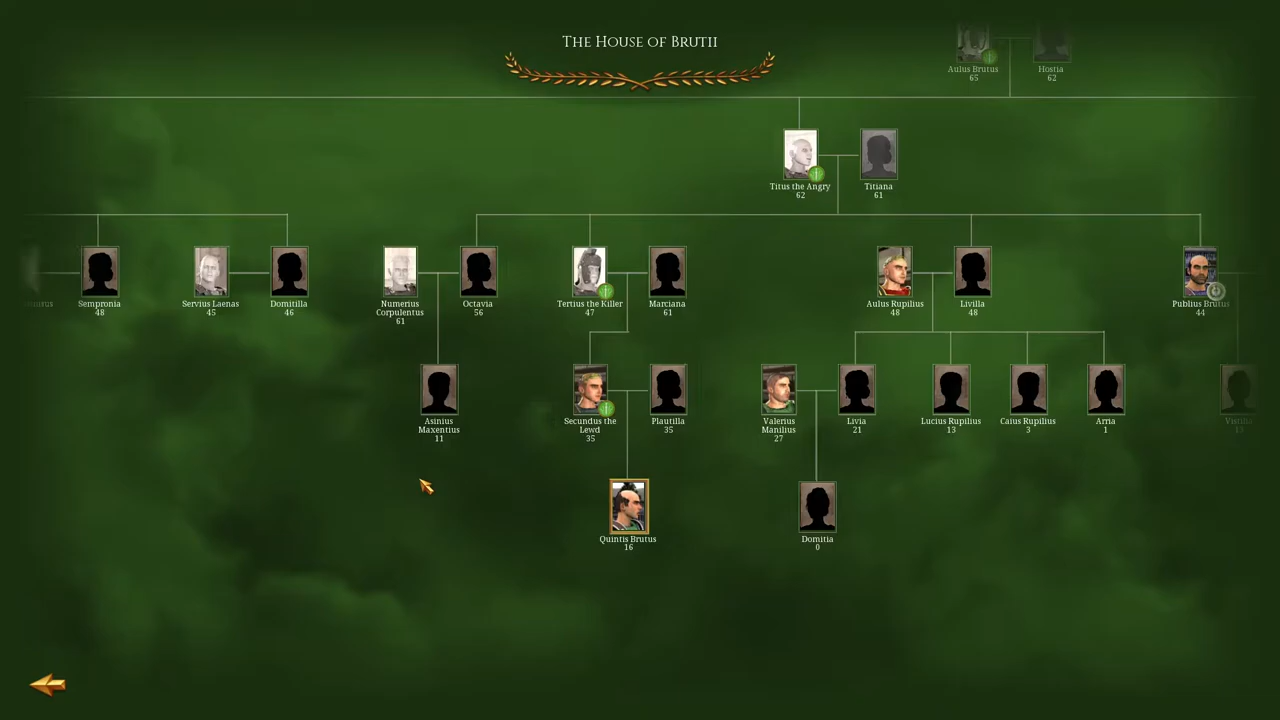 THE HOUSE OF BRUTII
Aulus Brutus
65
Hostia
62
Titus the Angry
62
Titiana
61
Sempronia
48
Servius Laenas
45
Domitilla
46
Numerius
Corpulentus
61
Octavia
56
Tertius the Killer
47
Marciana
61
Aulus Rupilius
48
Livilla
48
Publius Brutus
44
Asinius
Maxentius
11
Secundus the
Lewd
35
Plautilla
35
Valerius
Manilius
27
Livia
21
Lucius Rupilius
13
Caius Rupilius
3
Arria
1
Quintis Brutus
16
Domitia
0